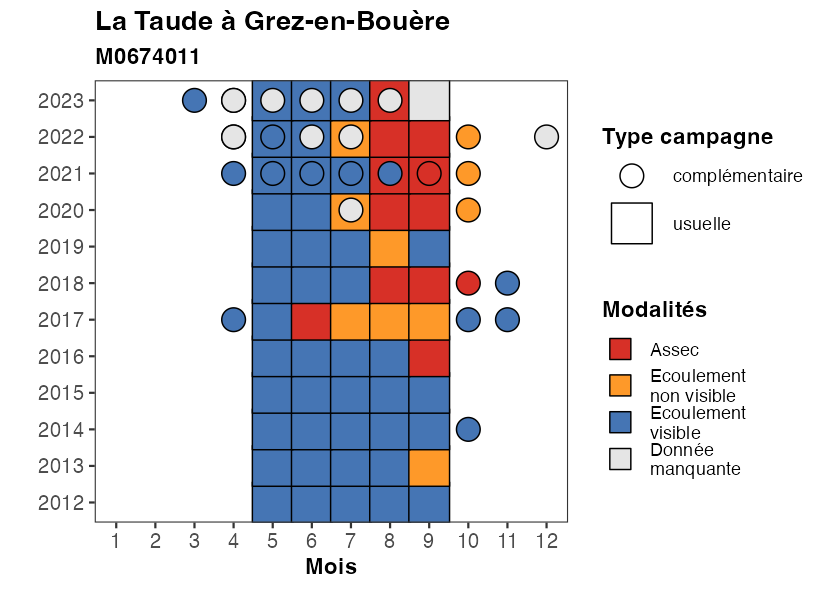 La Taude à Grez-en-Bouère
M0674011
2023
2022
2021
2020
2019
2018
2017
2016
2015
2014
2013
2012
1 2 3 4 5 6 7 8 9 10 11 12
Mois
Type campagne
complémentaire
usuelle
Modalités
Assec
Ecoulement
non visible
Ecoulement
visible
Donnée
manquante